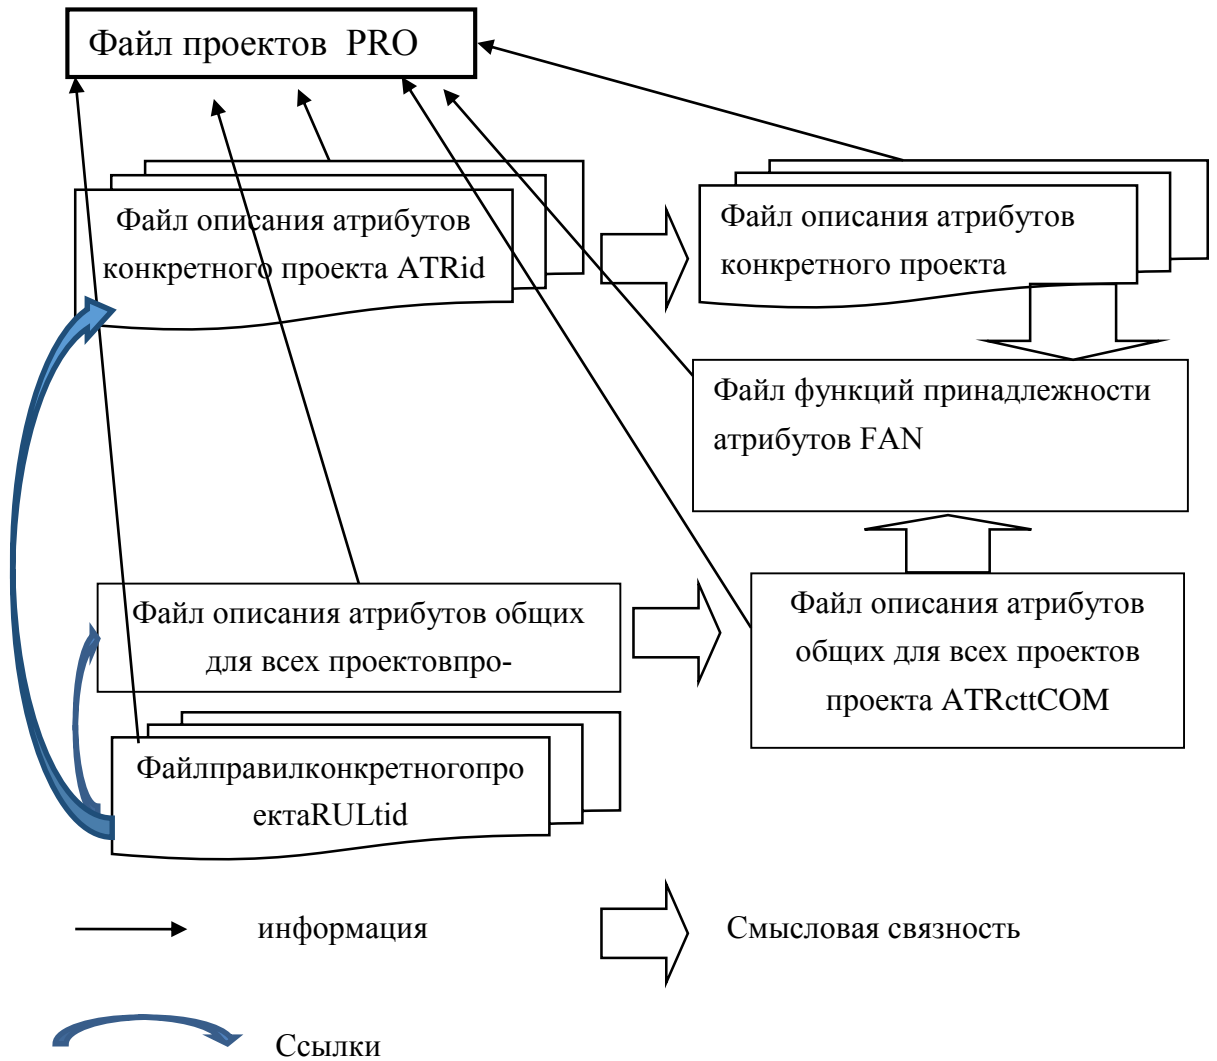 Файл проектов PRO
Файл описания атрибутов
конкретного проекта ATRid
Файл описания атрибутов
конкретного проекта
Файл функций принадлежности
атрибутов FAN
Файл описания атрибутов общих
для всех проектовпро-
Файл описания атрибутов
общих для всех проектов
проекта ATRcttCOM
Файлправилконкретногопро
ектаRULtid
информация
Смысловая связность
Ссылки